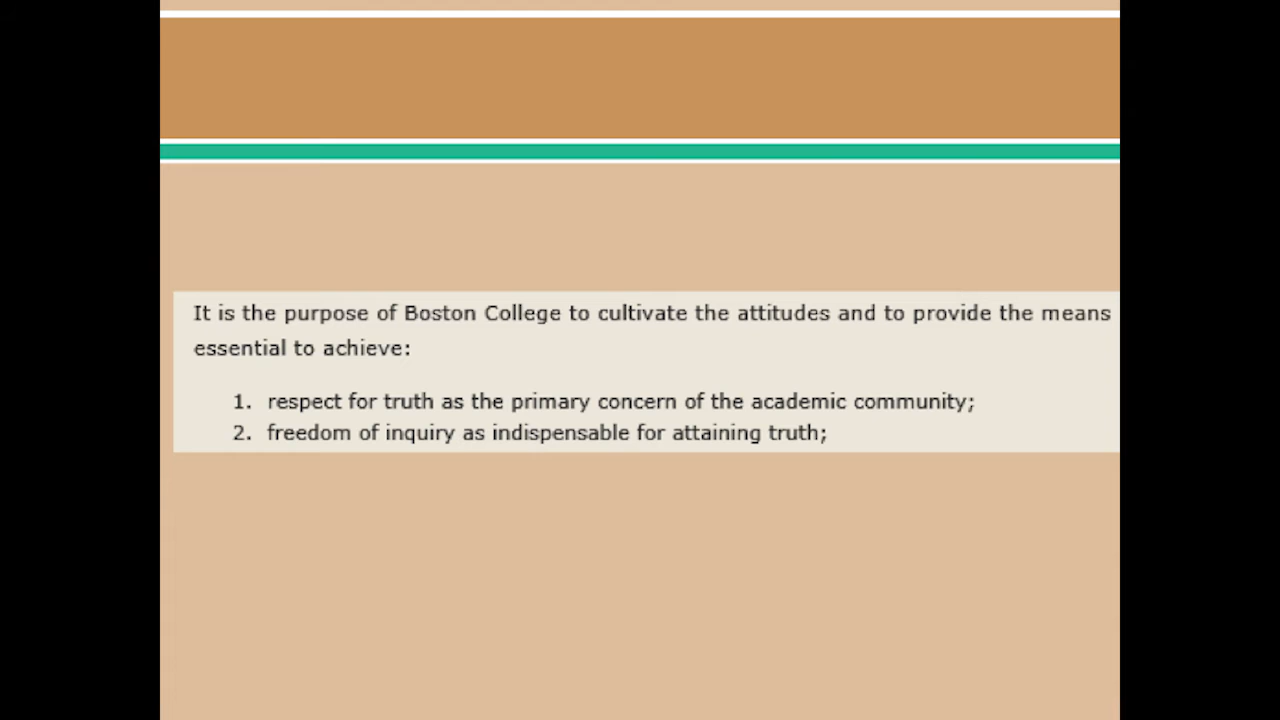 It is the purpose of Boston College to cultivate the attitudes and to provide the means
essential to achieve:
1. respect for truth as the primary concern of the academic community;
2. freedom of inquiry as indispensable for attaining truth;